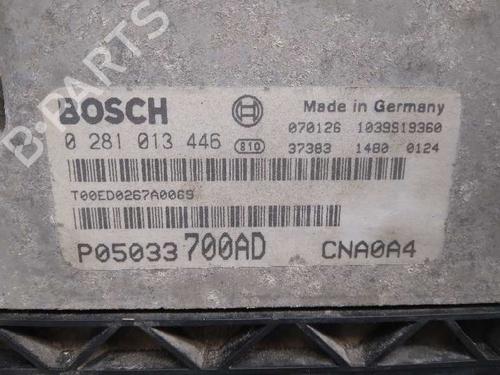 B-PARTS
BOSCH
Made in Germany
0 281 013 446 810
070126 1039S19360
37383 1480 0124
T00ED0267A0069
P05033700AD CNA0A4